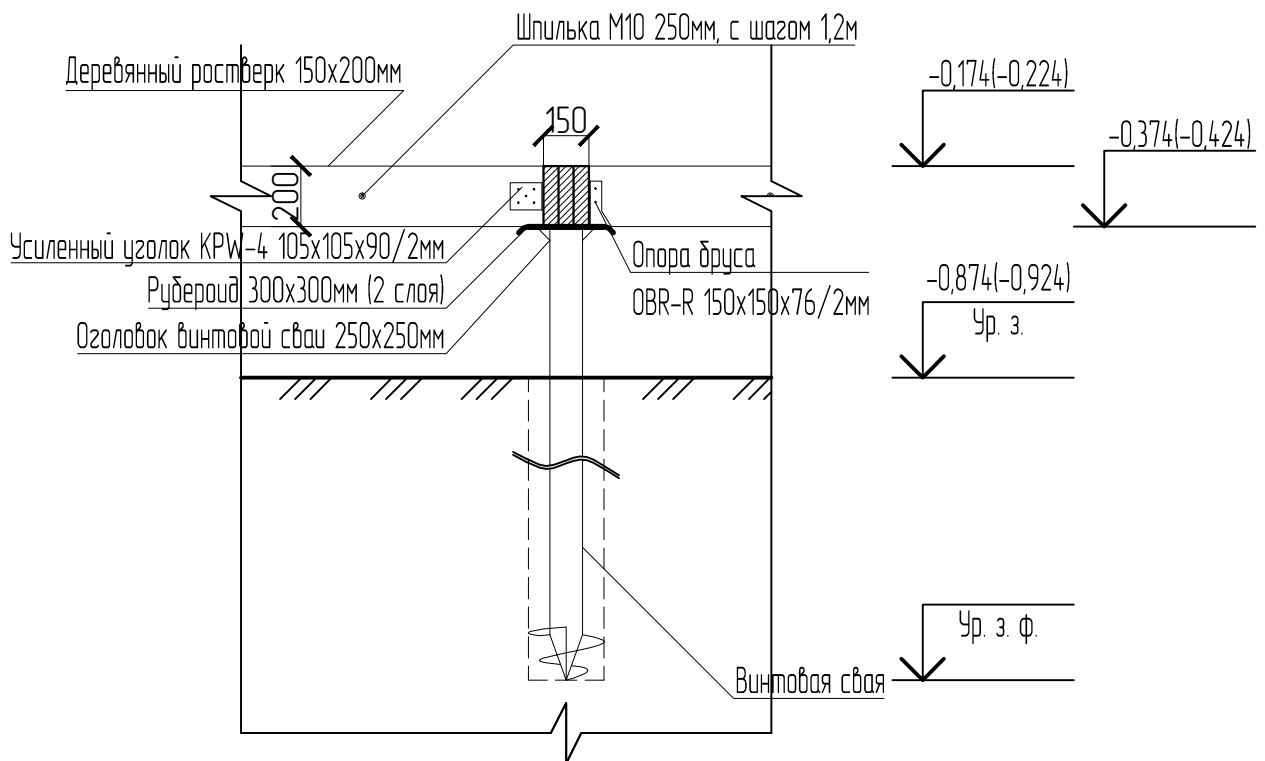 Шпилька М10 250мм, с шагом 1,2м
Деревянный ростверк 150х200мм
-0,174(-0,224)
150
-0,374(-0,424)
200
Усиленный уголок KPW-4 105х105х90/2мм
Опора бруса
OBR-R 150х150х76/2мм
Рубероид 300х300мм (2 слоя)
Оголовок винтовой сваи 250х250мм
-0,874(-0,924)
Ур. з.
Ур. з. ф.
Винтовая свая